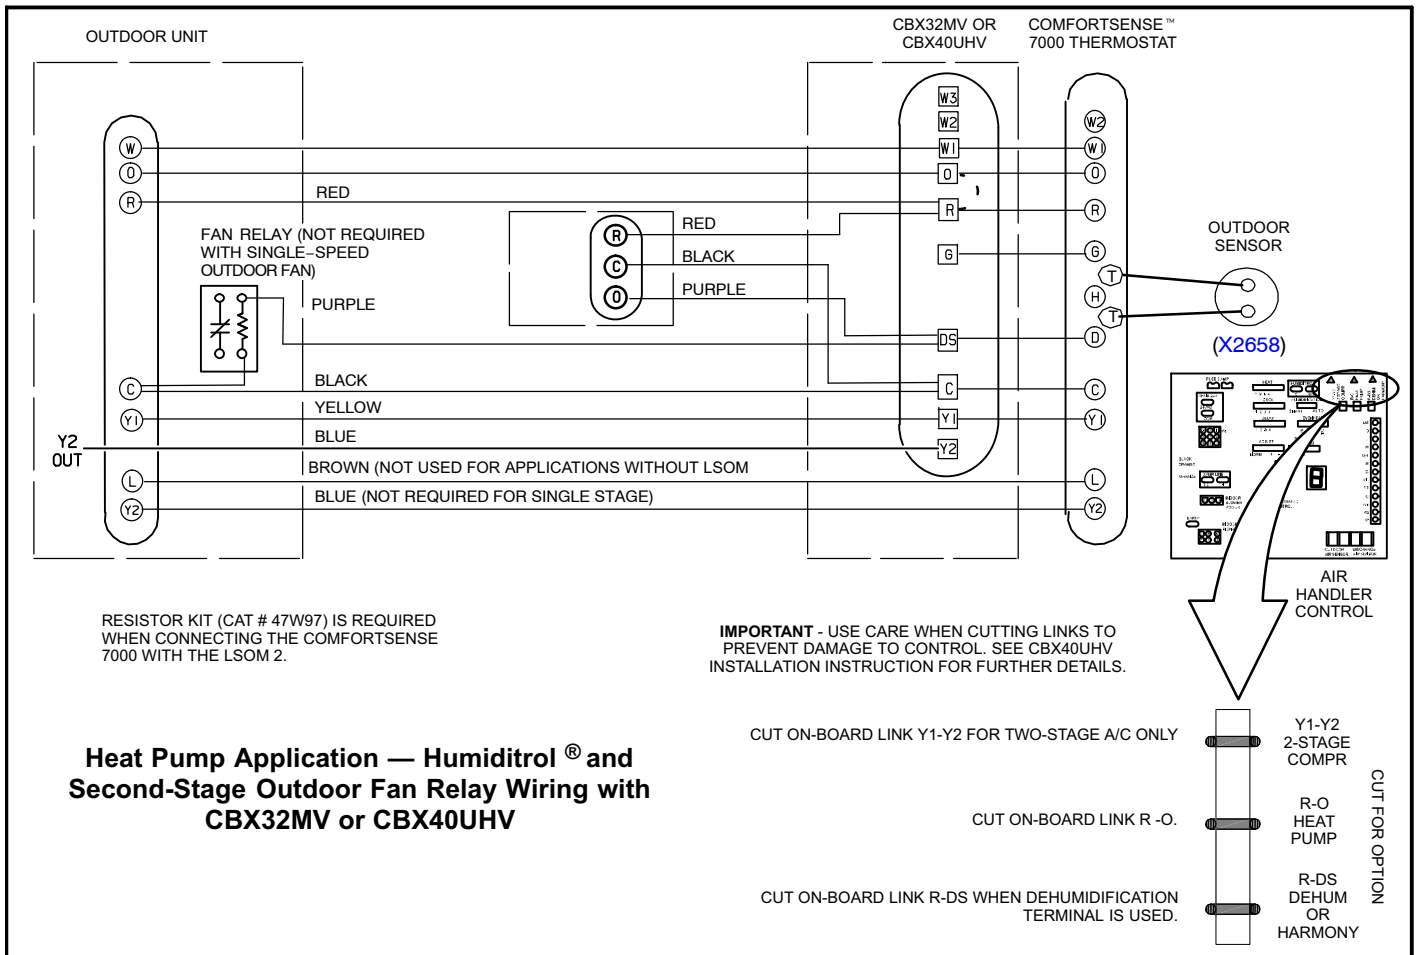 OUTDOOR UNIT
CBX32MV OR
CBX40UHV
COMFORTSENSE™
7000 THERMOSTAT
W3
W2
W1
O
R
G
DS
C
Y1
Y2
W
O
R
C
Y1
L
Y2
W2
W1
O
R
G
T
H
T
D
C
Y1
L
Y2
RED
FAN RELAY (NOT REQUIRED
WITH SINGLE-SPEED
OUTDOOR FAN)
PURPLE
R
C
O
RED
BLACK
PURPLE
OUTDOOR
SENSOR
(X2658)
BLACK
YELLOW
BLUE
Y2
OUT
BROWN (NOT USED FOR APPLICATIONS WITHOUT LSOM
BLUE (NOT REQUIRED FOR SINGLE STAGE)
HEAT
AIR
HANDLER
CONTROL
RESISTOR KIT (CAT # 47W97) IS REQUIRED
WHEN CONNECTING THE COMFORTSENSE
7000 WITH THE LSOM 2.
IMPORTANT - USE CARE WHEN CUTTING LINKS TO
PREVENT DAMAGE TO CONTROL. SEE CBX40UHV
INSTALLATION INSTRUCTION FOR FURTHER DETAILS.
Heat Pump Application — Humiditrol ® and
Second-Stage Outdoor Fan Relay Wiring with
CBX32MV or CBX40UHV
CUT ON-BOARD LINK Y1-Y2 FOR TWO-STAGE A/C ONLY
Y1-Y2
2-STAGE
COMPR
CUT ON-BOARD LINK R -O.
R-O
HEAT
PUMP
CUT ON-BOARD LINK R-DS WHEN DEHUMIDIFICATION
TERMINAL IS USED.
R-DS
DEHUM
OR
HARMONY
CUT FOR OPTION